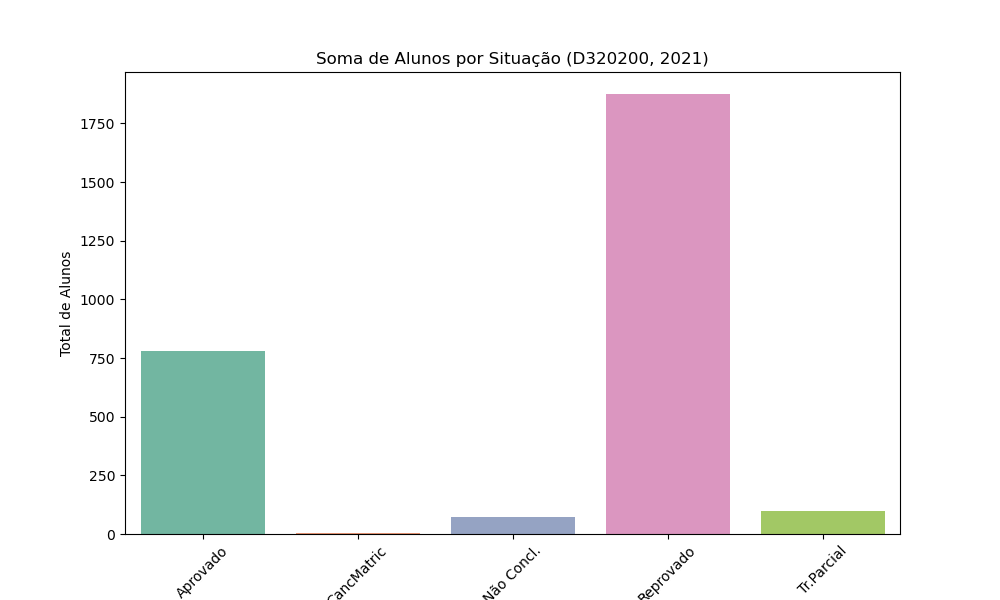 Soma de Alunos por Situação (D320200, 2021)
Total de Alunos
1750
1500
1250
1000
750
500
250
0
Aprovado
CancMatric
Não Concl.
Reprovado
Tr.Parcial